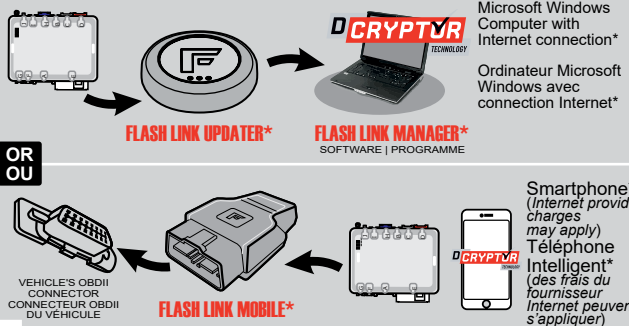 Microsoft Windows
Computer with
Internet connection*
Ordinateur Microsoft
Windows avec
connection Internet*
DCRYPTOR
TECHNOLOGY
FLASH LINK UPDATER*
FLASH LINK MANAGER*
SOFTWARE | PROGRAMME
OR
OU
VEHICLE'S OBDII
CONNECTOR
CONNECTEUR OBDII
DU VÉHICULE
FLASH LINK MOBILE*
DCRYPTOR
TECHNOLOGY
Smartphone
(Internet provid
charges
may apply)
Téléphone
Intelligent*
(des frais du
fournisseur
Internet peuver
s'appliquer)